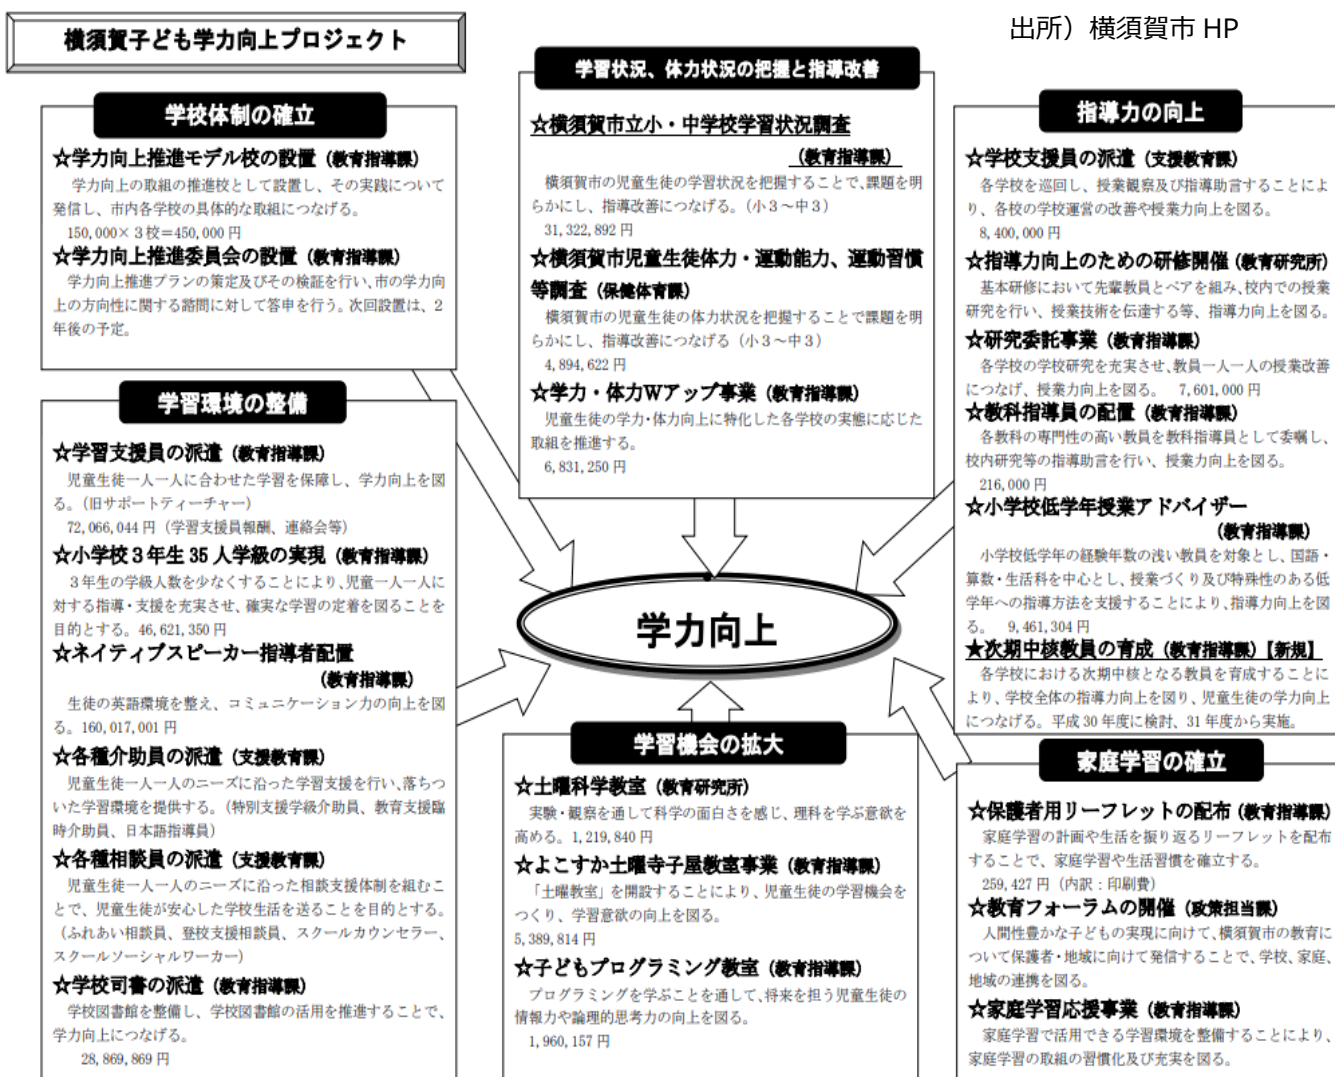 横須賀子ども学力向上プロジェクト
出所）横須賀市 HP
学校体制の確立
☆学力向上推進モデル校の設置（教育指導課）
学力向上の取組の推進校として設置し、その実践について
発信し、市内各学校の具体的な取組につなげる。
150,000×３校＝450,000 円
☆学力向上推進委員会の設置（教育指導課）
学力向上推進プランの策定及びその検証を行い、市の学力向
上の方向性に関する諮問に対して答申を行う。次回設置は、２
年後の予定。
学習環境の整備
☆学習支援員の派遣（教育指導課）
児童生徒一人一人に合わせた学習を保障し、学力向上を図
る。（旧サポートティーチャー）
72,066,044 円（学習支援員報酬、連絡会等）
☆小学校３年生 35 人学級の実現（教育指導課）
３年生の学級人数を少なくすることにより、児童一人一人に
対する指導・支援を充実させ、確実な学習の定着を図ることを
目的とする。46,621,350 円
☆ネイティブスピーカー指導者配置
（教育指導課）
生徒の英語環境を整え、コミュニケーション力の向上を図
る。160,017,001 円
☆各種介助員の派遣（支援教育課）
児童生徒一人一人のニーズに沿った学習支援を行い、落ちつ
いた学習環境を提供する。（特別支援学級介助員、教育支援臨
時介助員、日本語指導員）
☆各種相談員の派遣（支援教育課）
児童生徒一人一人のニーズに沿った相談支援体制を組むこ
とで、児童生徒が安心した学校生活を送ることを目的とする。
（ふれあい相談員、登校支援相談員、スクールカウンセラー、
スクールソーシャルワーカー）
☆学校司書の派遣（教育指導課）
学校図書館を整備し、学校図書館の活用を推進することで、
学力向上につなげる。
28,869,869 円
学習状況、体力状況の把握と指導改善
☆横須賀市立小・中学校学習状況調査
（教育指導課）
横須賀市の児童生徒の学習状況を把握することで、課題を明
らかにし、指導改善につなげる。（小３～中３）
31,322,892 円
☆横須賀市児童生徒体力・運動能力、運動習慣
等調査（保健体育課）
横須賀市の児童生徒の体力状況を把握することで課題を明
らかにし、指導改善につなげる（小３～中３）
4,894,622 円
☆学力・体力Ｗアップ事業（教育指導課）
児童生徒の学力・体力向上に特化した各学校の実態に応じた
取組を推進する。
6,831,250 円
学力向上
学習機会の拡大
☆土曜科学教室（教育研究所）
実験・観察を通して科学の面白さを感じ、理科を学ぶ意欲を
高める。1,219,840 円
☆よこすか土曜寺子屋教室事業（教育指導課）
「土曜教室」を開設することにより、児童生徒の学習機会を
つくり、学習意欲の向上を図る。
5,389,814 円
☆子どもプログラミング教室（教育指導課）
プログラミングを学ぶことを通して、将来を担う児童生徒の
情報力や論理的思考力の向上を図る。
1,960,157 円
指導力の向上
☆学校支援員の派遣（支援教育課）
各学校を巡回し、授業観察及び指導助言することによ
り、各校の学校運営の改善や授業力向上を図る。
8,400,000 円
☆指導力向上のための研修開催（教育研究所）
基本研修において先輩教員とペアを組み、校内での授業
研究を行い、授業技術を伝達する等、指導力向上を図る。
☆研究委託事業（教育指導課）
各学校の学校研究を充実させ、教員一人一人の授業改善
につなげ、授業力向上を図る。 7,601,000 円
☆教科指導員の配置（教育指導課）
各教科の専門性の高い教員を教科指導員として委嘱し、
校内研究等の指導助言を行い、授業力向上を図る。
216,000 円
☆小学校低学年授業アドバイザー
（教育指導課）
小学校低学年の経験年数の浅い教員を対象とし、国語・
算数・生活科を中心とし、授業づくり及び特殊性のある低
学年への指導方法を支援することにより、指導力向上を図
る。 9,461,304 円
★次期中核教員の育成（教育指導課）【新規】
各学校における次期中核となる教員を育成することに
より、学校全体の指導力向上を図り、児童生徒の学力向上
につなげる。平成 30 年度に検討、31 年度から実施。
家庭学習の確立
☆保護者用リーフレットの配布（教育指導課）
家庭学習の計画や生活を振り返るリーフレットを配布
することで、家庭学習や生活習慣を確立する。
259,427 円（内訳：印刷費）
☆教育フォーラムの開催（政策担当課）
人間性豊かな子どもの実現に向けて、横須賀市の教育に
ついて保護者・地域に向けて発信することで、学校、家庭、
地域の連携を図る。
☆家庭学習応援事業（教育指導課）
家庭学習で活用できる学習環境を整備することにより、
家庭学習の取組の習慣化及び充実を図る。